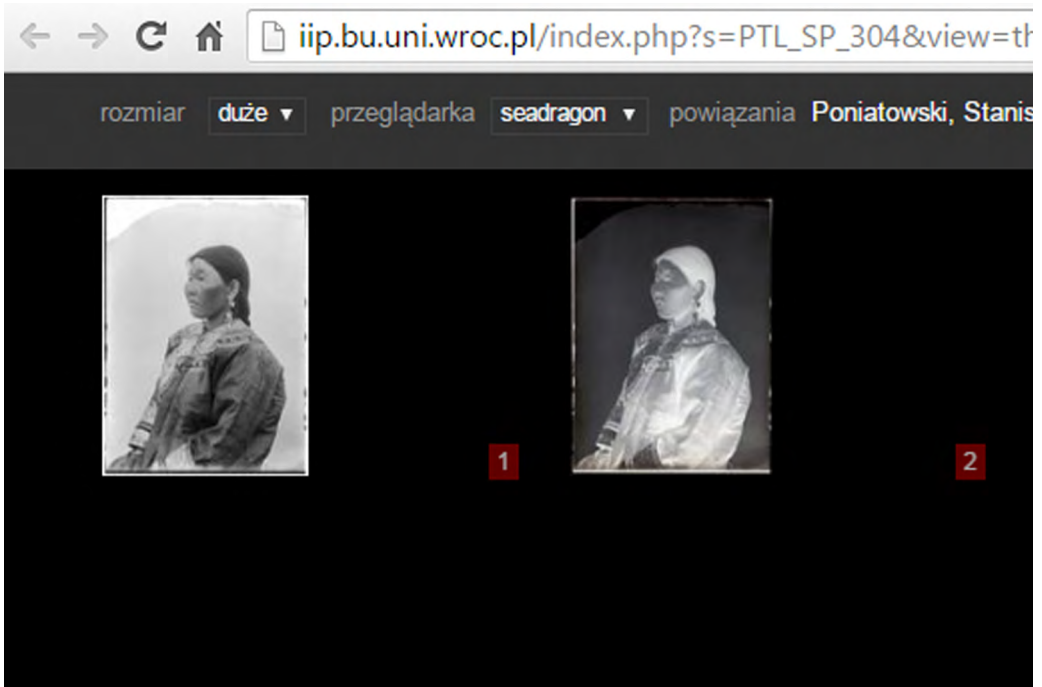 iip.bu.uni.wroc.pl/index.php?s=PTL_SP_304&view=th
rozmiar duże ▼ przeglądarka seadragon ▼ powiązania Poniatowski, Stanis
1 2